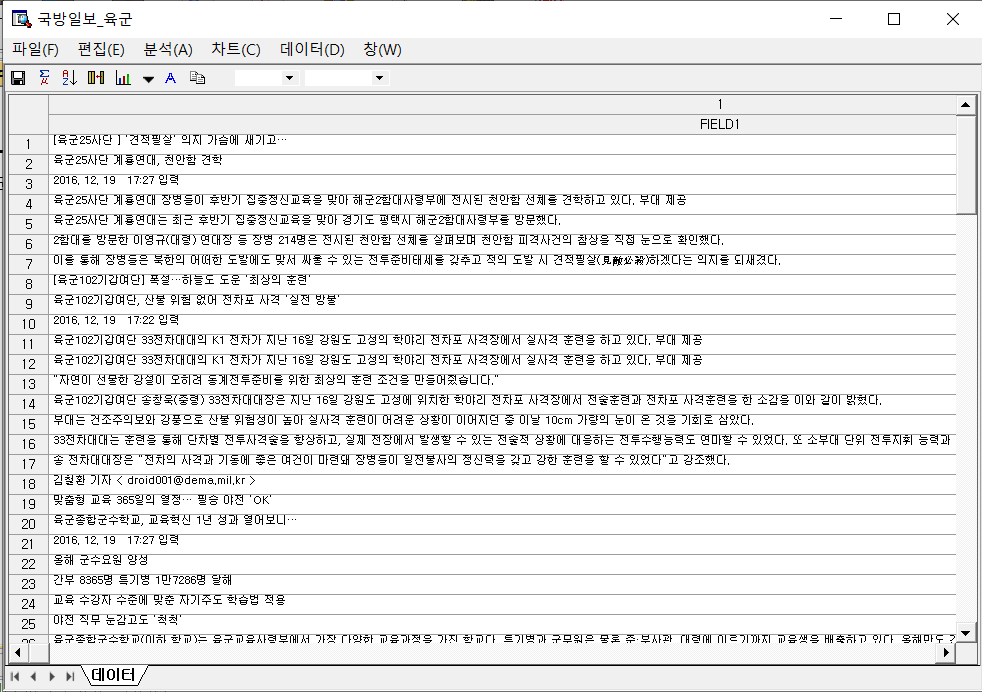 국방일보_육군
파일(F) 편집(E) 분석(A) 차트(C) 데이터(D) 창(W)
1
FIELD1
1 [육군25사단 ] '견적필살' 의지 가슴에 새기고…
2 육군25사단 계룡연대, 천안함 견학
3 2016. 12. 19 17:27 입력
4 육군25사단 계룡연대 장병들이 후반기 집중정신교육을 맞아 해군2함대사령부에 전시된 천안함 선체를 견학하고 있다. 부대 제공
5 육군25사단 계룡연대는 최근 후반기 집중정신교육을 맞아 경기도 평택시 해군2함대사령부를 방문했다.
6 2함대를 방문한 이영규(대령) 연대장 등 장병 214명은 전시된 천안함 선체를 살펴보며 천안함 피격사건의 참상을 직접 눈으로 확인했다.
7 이를 통해 장병들은 북한의 어떠한 도발에도 맞서 싸울 수 있는 전투준비태세를 갖추고 적의 도발 시 견적필살(見敵必殺)하겠다는 의지를 되새겼다.
8 [육군102기갑여단] 폭설…하늘도 도운 '최상의 훈련'
9 육군102기갑여단, 산불 위험 없어 전차포 사격 '실전 방불'
10 2016. 12. 19 17:22 입력
11 육군102기갑여단 33전차대대의 K1 전차가 지난 16일 강원도 고성의 학야리 전차포 사격장에서 실사격 훈련을 하고 있다. 부대 제공
12 육군102기갑여단 33전차대대의 K1 전차가 지난 16일 강원도 고성의 학야리 전차포 사격장에서 실사격 훈련을 하고 있다. 부대 제공
13 "자연이 선물한 강설이 오히려 동계전투준비를 위한 최상의 훈련 조건을 만들어줬습니다."
14 육군102기갑여단 송창욱(중령) 33전차대대장은 지난 16일 강원도 고성에 위치한 학야리 전차포 사격장에서 전술훈련과 전차포 사격훈련을 한 소감을 이와 같이 밝혔다.
15 부대는 건조주의보와 강풍으로 산불 위험성이 높아 실사격 훈련이 어려운 상황이 이어지던 중 이날 10cm 가량의 눈이 온 것을 기회로 삼았다.
16 33전차대대는 훈련을 통해 단차별 전투사격술을 향상하고, 실제 전장에서 발생할 수 있는 전술적 상황에 대응하는 전투수행능력도 연마할 수 있었다. 또 소부대 단위 전투지휘 능력과
17 송 전차대대장은 "전차의 사격과 기동에 좋은 여건이 마련돼 장병들이 일전불사의 정신력을 갖고 강한 훈련을 할 수 있었다"고 강조했다.
18 김철환 기자 < droid001@dema.mil.kr >
19 맞춤형 교육 365일의 열정… 필승 야전 'OK'
20 육군종합군수학교, 교육혁신 1년 성과 열어보니…
21 2016. 12. 19 17:27 입력
22 올해 군수요원 양성
23 간부 8365명 특기병 1만7286명 달해
24 교육 수강자 수준에 맞춘 자기주도 학습법 적용
25 야전 직무 눈감고도 '척척'
26 육군종합군수학교(이하 학교)는 육군교육사령부에서 가장 다양한 교육과정을 가진 학교다. 특기병과 군무원은 물론 준·부사관, 대령에 이르기까지 교육생을 배출하고 있다. 올해만도
데이터